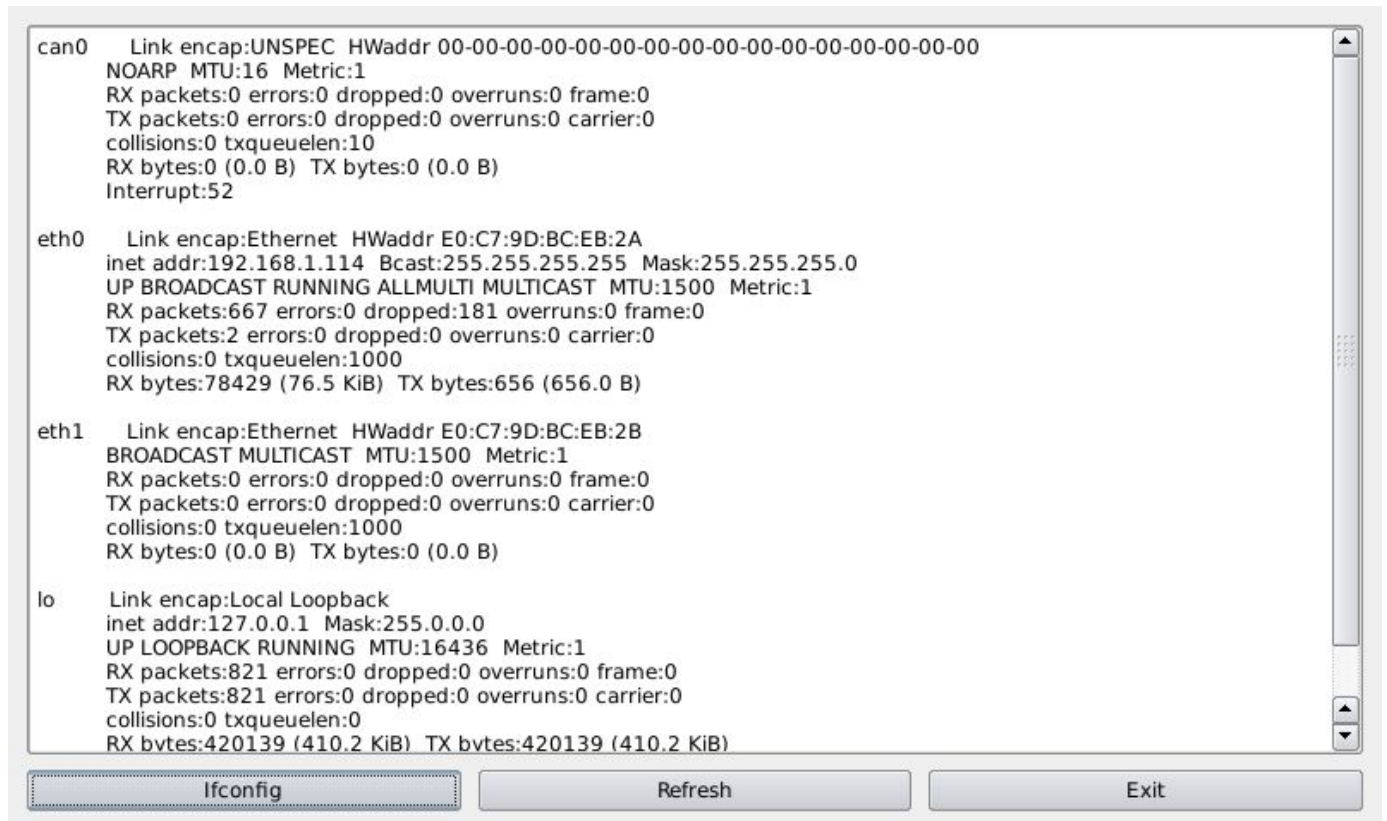 can0 Link encap:UNSPEC HWaddr 00-00-00-00-00-00-00-00-00-00-00-00-00-00-00-00
NOARP MTU:16 Metric:1
RX packets:0 errors:0 dropped:0 overruns:0 frame:0
TX packets:0 errors:0 dropped:0 overruns:0 carrier:0
collisions:0 txqueuelen:10
RX bytes:0 (0.0 B) TX bytes:0 (0.0 B)
Interrupt:52
eth0 Link encap:Ethernet HWaddr E0:C7:9D:BC:EB:2A
inet addr:192.168.1.114 Bcast:255.255.255.255 Mask:255.255.255.0
UP BROADCAST RUNNING ALLMULTI MULTICAST MTU:1500 Metric:1
RX packets:667 errors:0 dropped:181 overruns:0 frame:0
TX packets:2 errors:0 dropped:0 overruns:0 carrier:0
collisions:0 txqueuelen:1000
RX bytes:78429 (76.5 KiB) TX bytes:656 (656.0 B)
eth1 Link encap:Ethernet HWaddr E0:C7:9D:BC:EB:2B
BROADCAST MULTICAST MTU:1500 Metric:1
RX packets:0 errors:0 dropped:0 overruns:0 frame:0
TX packets:0 errors:0 dropped:0 overruns:0 carrier:0
collisions:0 txqueuelen:1000
RX bytes:0 (0.0 B) TX bytes:0 (0.0 B)
lo Link encap:Local Loopback
inet addr:127.0.0.1 Mask:255.0.0.0
UP LOOPBACK RUNNING MTU:16436 Metric:1
RX packets:821 errors:0 dropped:0 overruns:0 frame:0
TX packets:821 errors:0 dropped:0 overruns:0 carrier:0
collisions:0 txqueuelen:0
RX bytes:420139 (410.2 KiB) TX bytes:420139 (410.2 KiB)
Ifconfig Refresh Exit